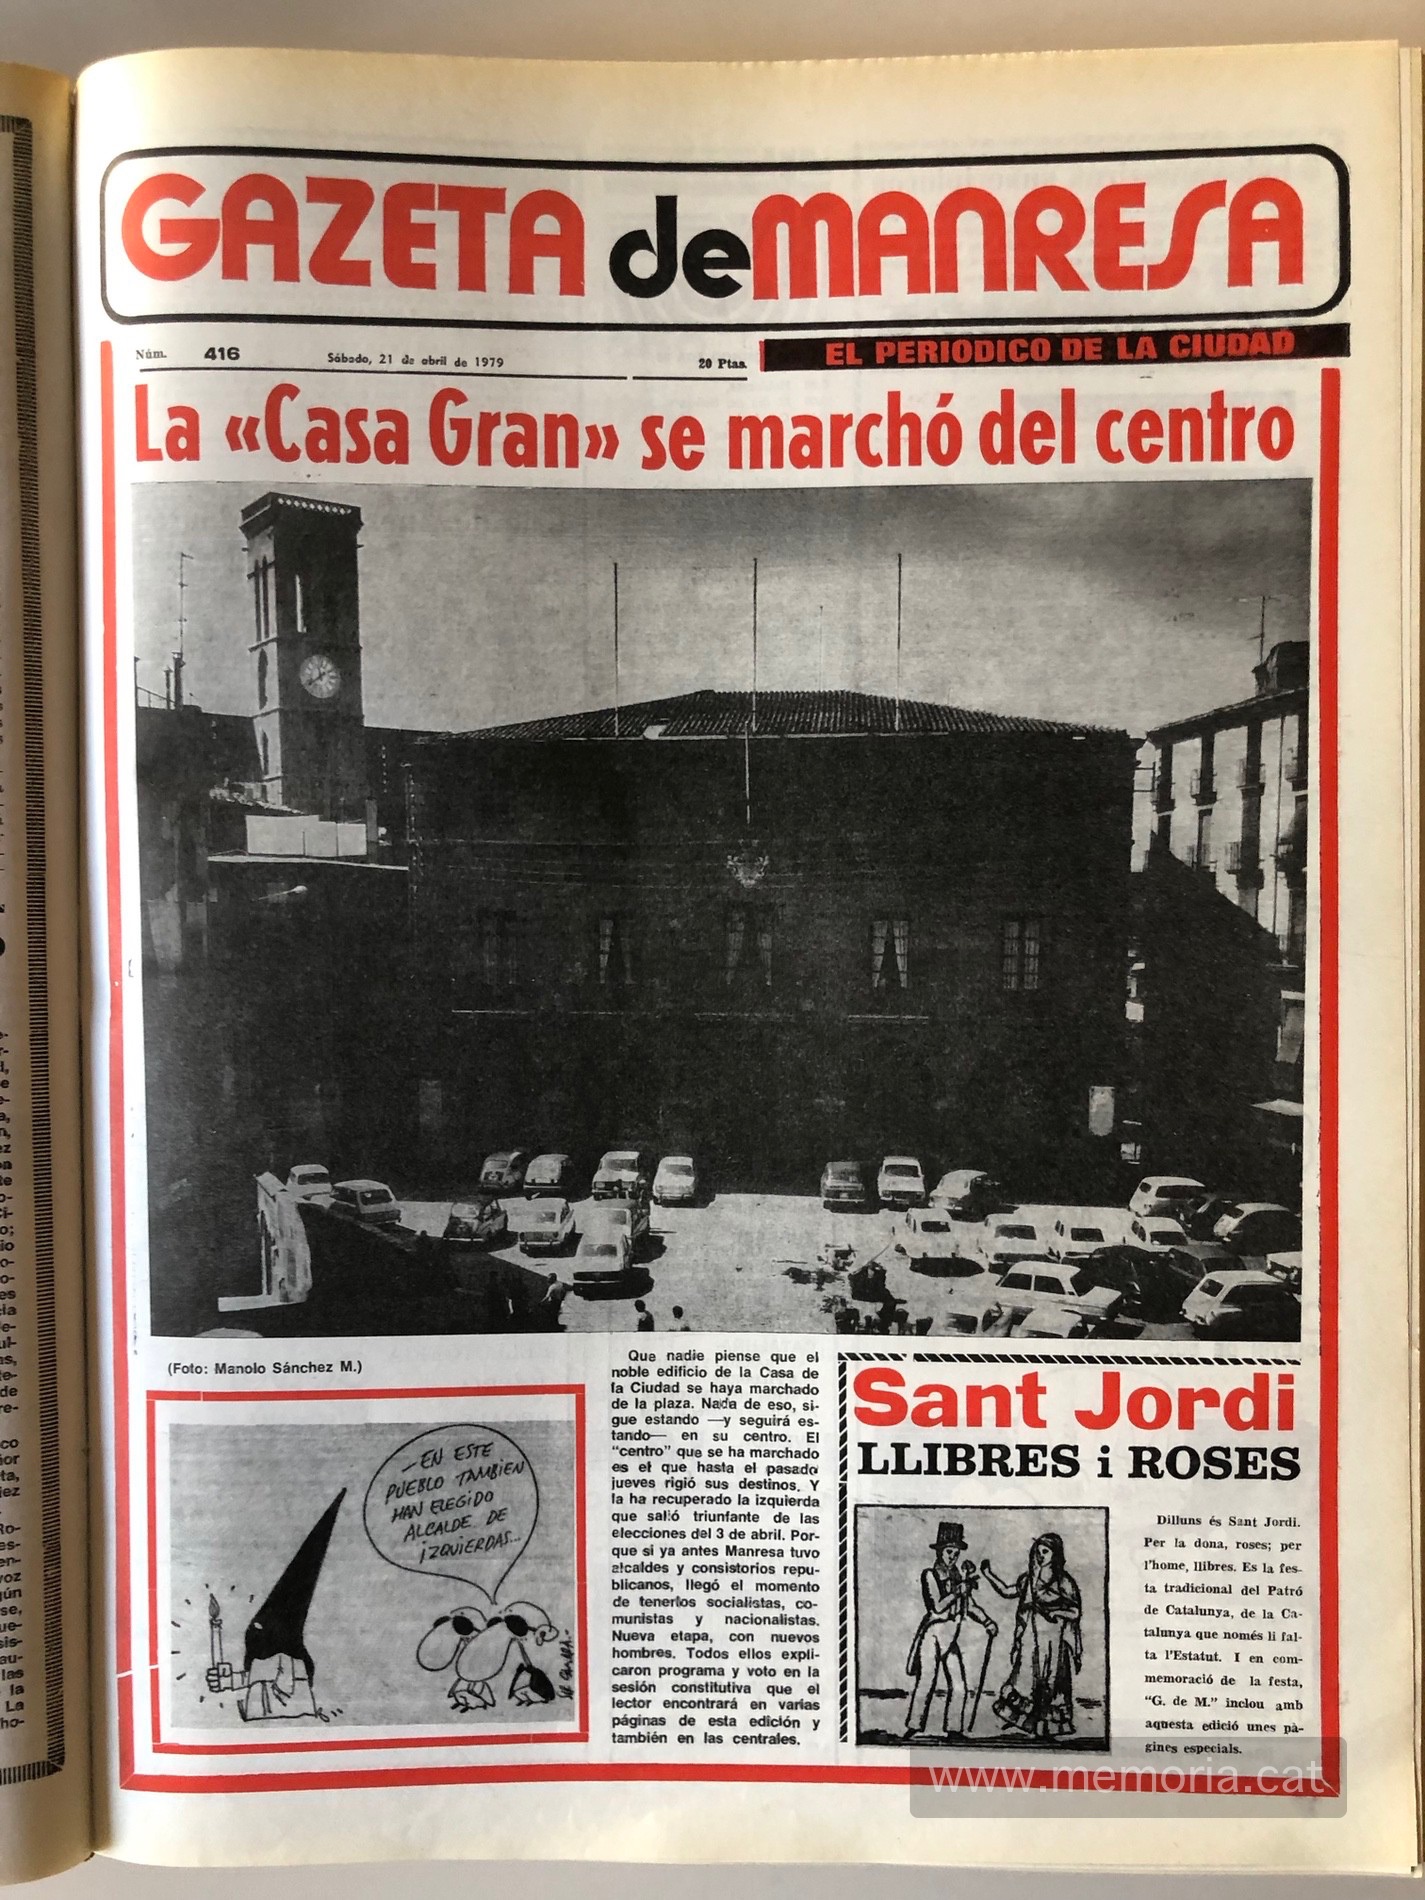 GAZETA de MANRESA
Núm. 416
Sábado, 21 de abril de 1979
20 Ptas.
EL PERIODICO DE LA CIUDAD
La «Casa Gran» se marchó del centro
(Foto: Manolo Sánchez M.)
—EN ESTE
PUEBLO TAMBIEN
HAN ELEGIDO
ALCALDE DE
IZQUIERDAS...
Que nadie piense que el
noble edificio de la Casa de
la Ciudad se haya marchado
de la plaza. Nada de eso, si-
gue estando —y seguirá es-
tando— en su centro. El
"centro" que se ha marchado
es el que hasta el pasado
jueves rigió sus destinos. Y
la ha recuperado la izquierda
que salió triunfante de las
elecciones del 3 de abril. Por-
que si ya antes Manresa tuvo
alcaldes y consistorios repu-
blicanos, llegó el momento
de tenerlos socialistas, co-
munistas y nacionalistas.
Nueva etapa, con nuevos
hombres. Todos ellos expli-
caron programa y voto en la
sesión constitutiva que el
lector encontrará en varias
páginas de esta edición y
también en las centrales.
Sant Jordi
LLIBRES i ROSES
Dilluns és Sant Jordi.
Per la dona, roses; per
l'home, llibres. Es la fes-
ta tradicional del Patró
de Catalunya, de la Ca-
talunya que només li fal-
ta l'Estatut. I en com-
memoració de la festa,
"G. de M." inclou amb
aquesta edició unes pà-
gines especials.
www.memoria.cat